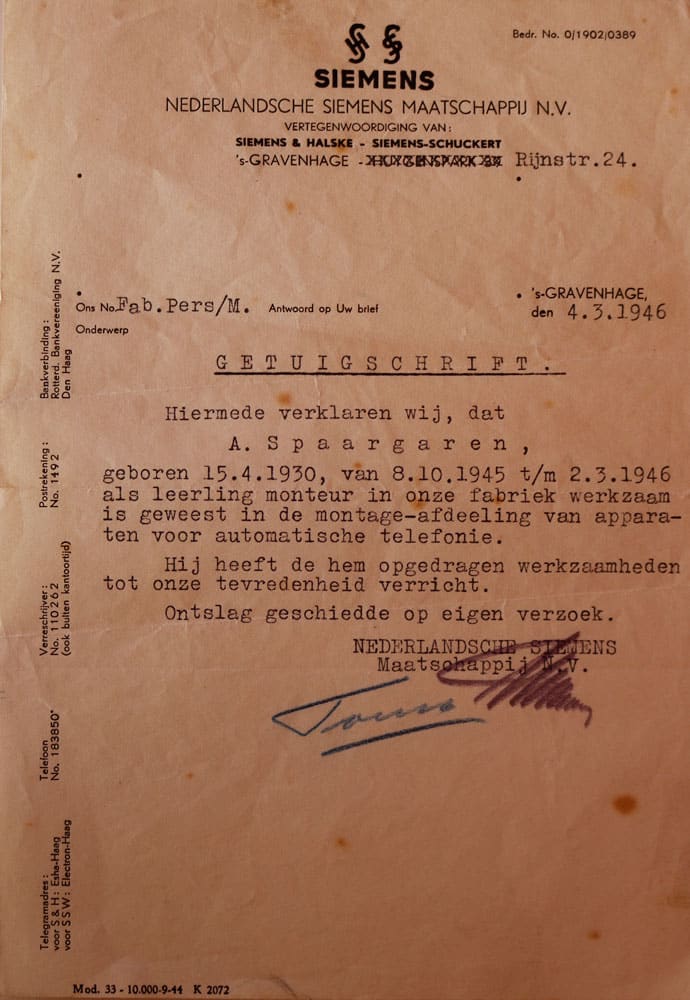 Bedr. No. 0/1902/0389
SIEMENS
NEDERLANDSCHE SIEMENS MAATSCHAPPIJ N.V.
VERTEGENWOORDIGING VAN:
SIEMENS & HALSKE - SIEMENS-SCHUCKERT
's-GRAVENHAGE - HUYGENSPARK Rijnstr.24.
Ons No. Fab.Pers/M. Antwoord op Uw brief
's-GRAVENHAGE,
den 4.3.1946
Onderwerp
GETUIGSCHRIFT.
Hiermede verklaren wij, dat
A. Spaargaren,
geboren 15.4.1930, van 8.10.1945 t/m 2.3.1946
als leerling monteur in onze fabriek werkzaam
is geweest in de montage-afdeeling van appara-
ten voor automatische telefonie.
Hij heeft de hem opgedragen werkzaamheden
tot onze tevredenheid verricht.
Ontslag geschiedde op eigen verzoek.
NEDERLANDSCHE SIEMENS
Maatschappij N.V.
Bankverbinding:
Rotterd. Bankvereeniging N.V.
Den Haag
Postrekening:
No. 1492
Verreschrijver:
No. 110262
(ook buiten kantoortijd)
Telefoon
No. 183850*
Telegramadres:
voor S & H: Esha-Haag
voor SSW: Electron-Haag
Mod. 33 - 10.000-9-44 K 2072